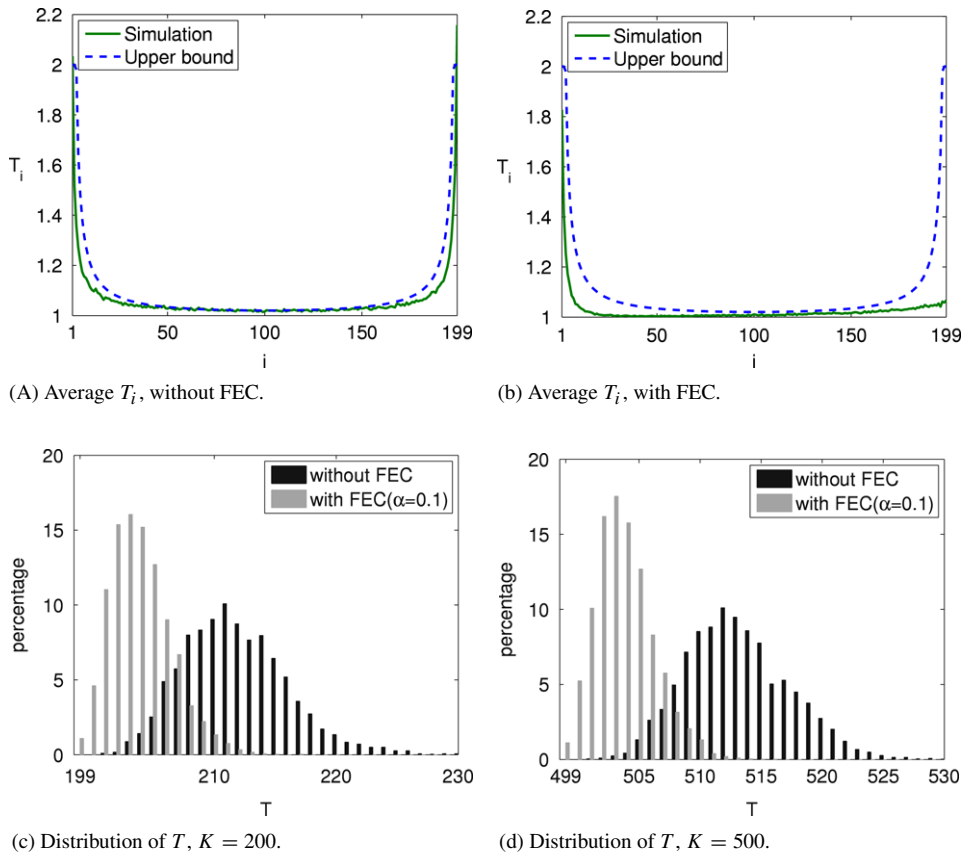 2.2
2
1.8
1.6
1.4
1.2
1
T_i
Simulation
Upper bound
1
50
100
150
199
i
(A) Average T_i, without FEC.
2.2
2
1.8
1.6
1.4
1.2
1
T_i
Simulation
Upper bound
1
50
100
150
199
i
(b) Average T_i, with FEC.
20
15
10
5
0
percentage
without FEC
with FEC(α=0.1)
199
210
220
230
T
(c) Distribution of T, K = 200.
20
15
10
5
0
percentage
without FEC
with FEC(α=0.1)
499
505
510
515
520
525
530
T
(d) Distribution of T, K = 500.